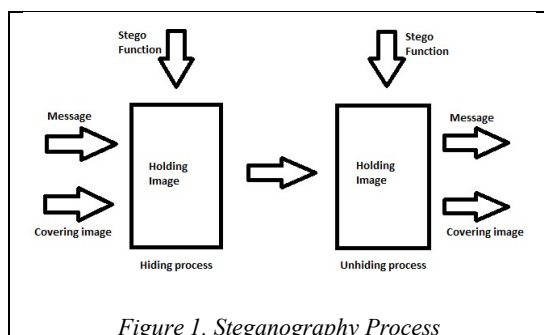 Stego
Function
Stego
Function
Message
Holding
Image
Covering image
Hiding process
Holding
Image
Message
Covering image
Unhiding process
Figure 1. Steganography Process